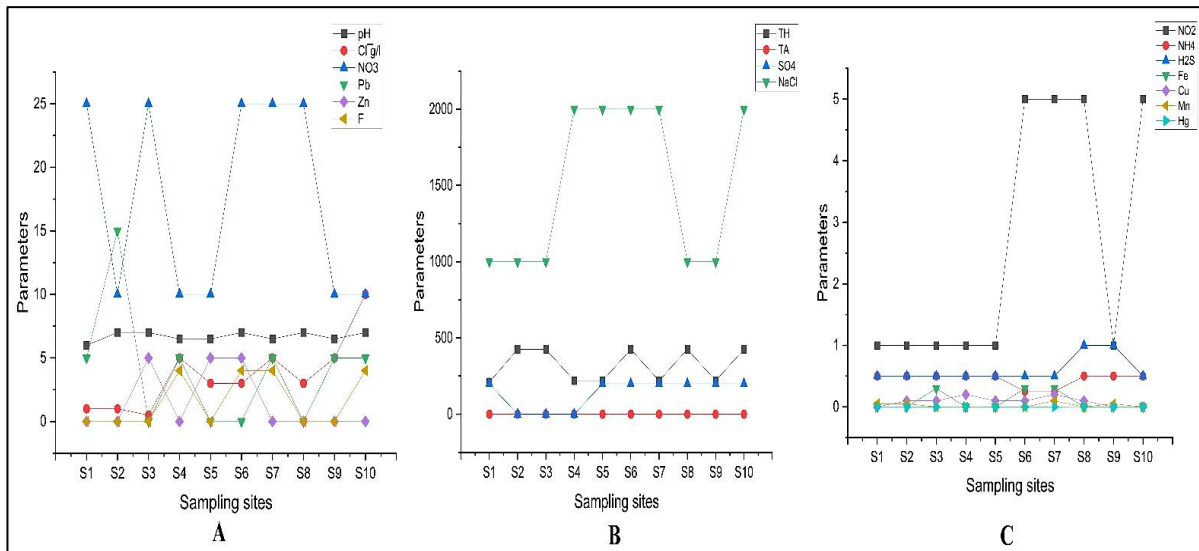 pH
Cl⁻g/l
NO3
Pb
Zn
F
25
20
15
10
5
0
Parameters
S1 S2 S3 S4 S5 S6 S7 S8 S9 S10
Sampling sites
A
TH
TA
SO4
NaCl
2000
1500
1000
500
0
Parameters
S1 S2 S3 S4 S5 S6 S7 S8 S9 S10
Sampling sites
B
NO2
NH4
H2S
Fe
Cu
Mn
Hg
5
4
3
2
1
0
Parameters
S1 S2 S3 S4 S5 S6 S7 S8 S9 S10
Sampling sites
C